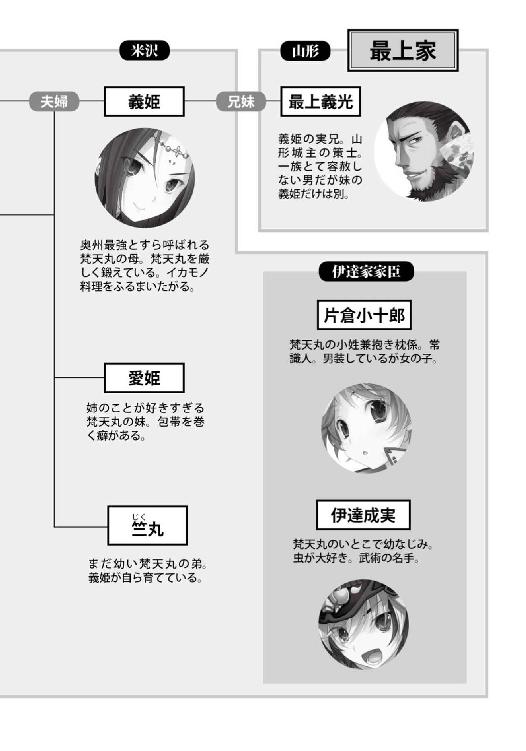 米沢
山形
最上家
夫婦
義姫
兄妹
最上義光
義姫の実兄。山
形城主の策士。
一族とて容赦し
ない男だが妹の
義姫だけは別。
奥州最強とすら呼ばれる
梵天丸の母。梵天丸を厳
しく鍛えている。イカモノ
料理をふるまいたがる。
伊達家家臣
片倉小十郎
梵天丸の小姓兼抱き枕係。常
識人。男装しているが女の子。
愛姫
姉のことが好きすぎる
梵天丸の妹。包帯を巻
く癖がある。
伊達成実
梵天丸のいとこで幼なじみ。
虫が大好き。武術の名手。
じく
竺丸
まだ幼い梵天丸の弟。
義姫が自ら育てている。